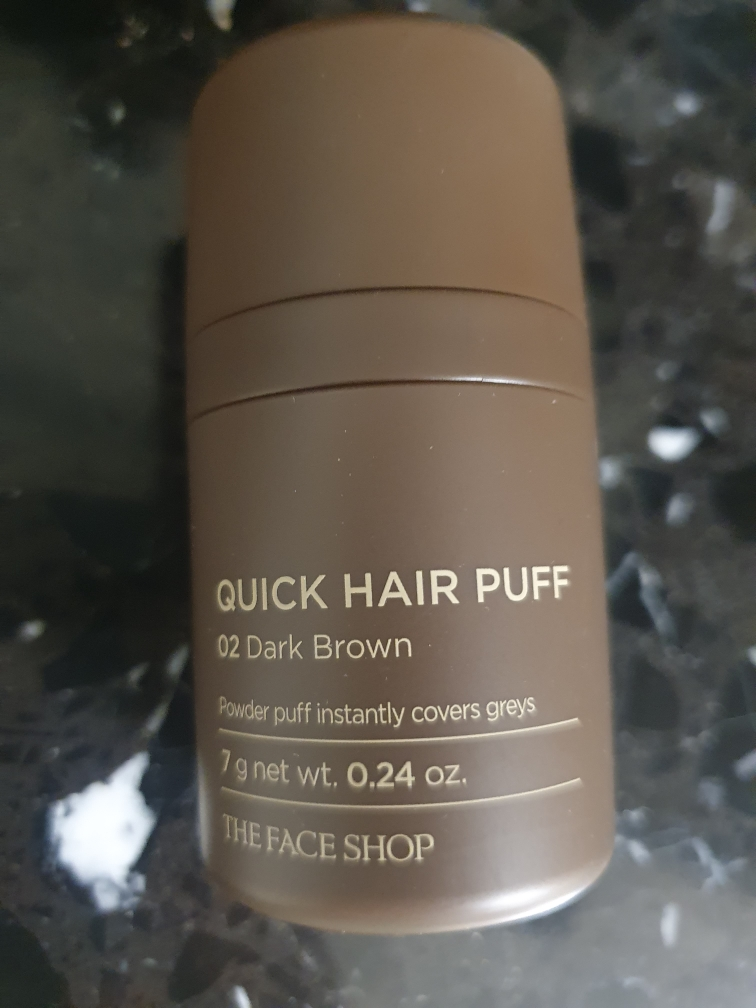 QUICK HAIR PUFF
02 Dark Brown
Powder puff instantly covers greys
7 g net wt. 0.24 oz.
THE FACE SHOP